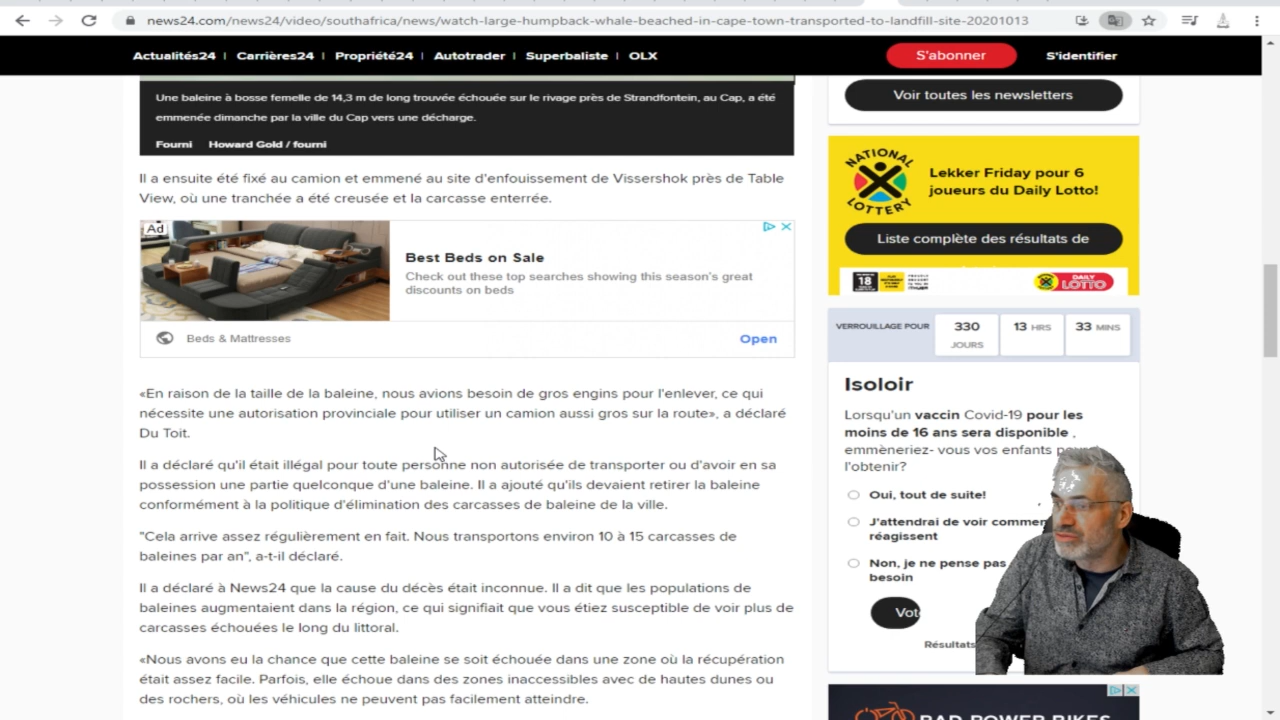 news24.com/news24/video/southafrica/news/watch-large-humpback-whale-beached-in-cape-town-transported-to-landfill-site-20201013
Actualités24 | Carrières24 | Propriété24 | Autotrader | Superbaliste | OLX
S'abonner
S'identifier
Une baleine à bosse femelle de 14,3 m de long trouvée échouée sur le rivage près de Strandfontein, au Cap, a été
emmenée dimanche par la ville du Cap vers une décharge.
Fourni Howard Gold / fourni
Il a ensuite été fixé au camion et emmené au site d'enfouissement de Vissershok près de Table
View, où une tranchée a été creusée et la carcasse enterrée.
Ad
Best Beds on Sale
Check out these top searches showing this season's great
discounts on beds
Beds & Mattresses
Open
«En raison de la taille de la baleine, nous avions besoin de gros engins pour l'enlever, ce qui
nécessite une autorisation provinciale pour utiliser un camion aussi gros sur la route», a déclaré
Du Toit.
Il a déclaré qu'il était illégal pour toute personne non autorisée de transporter ou d'avoir en sa
possession une partie quelconque d'une baleine. Il a ajouté qu'ils devaient retirer la baleine
conformément à la politique d'élimination des carcasses de baleine de la ville.
"Cela arrive assez régulièrement en fait. Nous transportons environ 10 à 15 carcasses de
baleines par an", a-t-il déclaré.
Il a déclaré à News24 que la cause du décès était inconnue. Il a dit que les populations de
baleines augmentaient dans la région, ce qui signifiait que vous étiez susceptible de voir plus de
carcasses échouées le long du littoral.
«Nous avons eu la chance que cette baleine se soit échouée dans une zone où la récupération
était assez facile. Parfois, elle échoue dans des zones inaccessibles avec de hautes dunes ou
des rochers, où les véhicules ne peuvent pas facilement atteindre.
Voir toutes les newsletters
NATIONAL
LOTTERY
Lekker Friday pour 6
joueurs du Daily Lotto!
Liste complète des résultats de
18
DAILY
LOTTO
VERROUILLAGE POUR
330
JOURS
13 HRS
33 MINS
Isoloir
Lorsqu'un vaccin Covid-19 pour les
moins de 16 ans sera disponible ,
emmèneriez- vous vos enfants
l'obtenir?
Oui, tout de suite!
J'attendrai de voir
réagissent
Non, je ne pense pas
besoin
Vot
Résultats
RAD POWER BIKES